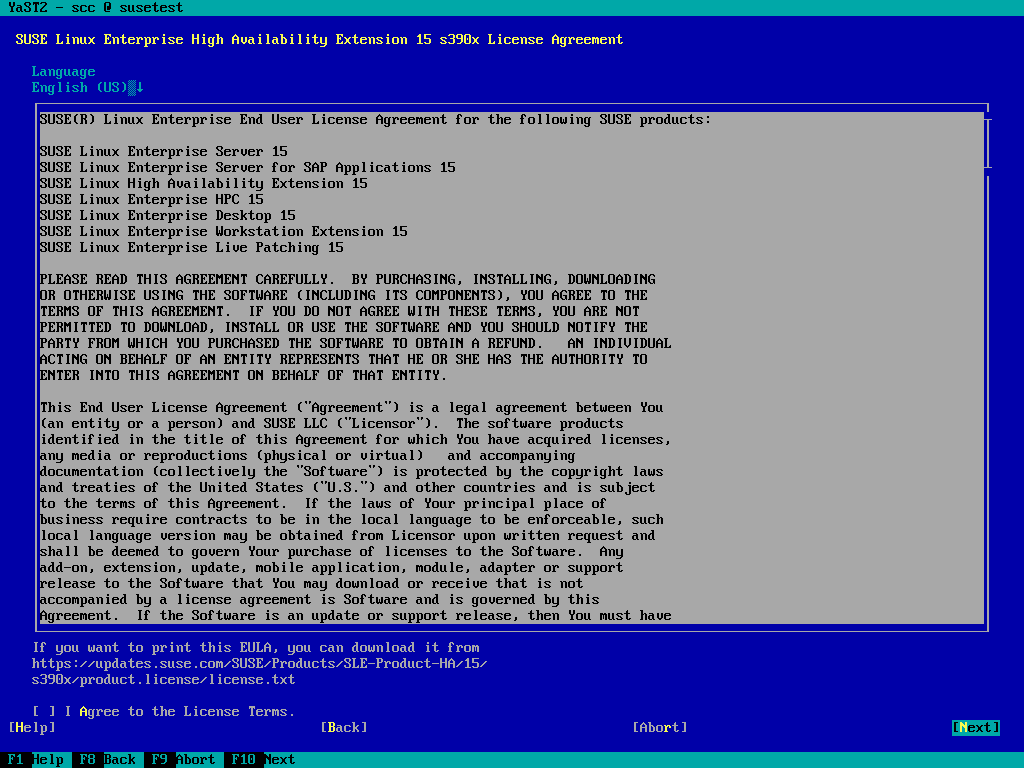 YaST2 - scc @ susetest
SUSE Linux Enterprise High Availability Extension 15 s390x License Agreement
Language
English (US)▒↓
SUSE(R) Linux Enterprise End User License Agreement for the following SUSE products:
SUSE Linux Enterprise Server 15
SUSE Linux Enterprise Server for SAP Applications 15
SUSE Linux High Availability Extension 15
SUSE Linux Enterprise HPC 15
SUSE Linux Enterprise Desktop 15
SUSE Linux Enterprise Workstation Extension 15
SUSE Linux Enterprise Live Patching 15
PLEASE READ THIS AGREEMENT CAREFULLY.  BY PURCHASING, INSTALLING, DOWNLOADING
OR OTHERWISE USING THE SOFTWARE (INCLUDING ITS COMPONENTS), YOU AGREE TO THE
TERMS OF THIS AGREEMENT.  IF YOU DO NOT AGREE WITH THESE TERMS, YOU ARE NOT
PERMITTED TO DOWNLOAD, INSTALL OR USE THE SOFTWARE AND YOU SHOULD NOTIFY THE
PARTY FROM WHICH YOU PURCHASED THE SOFTWARE TO OBTAIN A REFUND.   AN INDIVIDUAL
ACTING ON BEHALF OF AN ENTITY REPRESENTS THAT HE OR SHE HAS THE AUTHORITY TO
ENTER INTO THIS AGREEMENT ON BEHALF OF THAT ENTITY.
This End User License Agreement ("Agreement") is a legal agreement between You
(an entity or a person) and SUSE LLC ("Licensor").  The software products
identified in the title of this Agreement for which You have acquired licenses,
any media or reproductions (physical or virtual)   and accompanying
documentation (collectively the "Software") is protected by the copyright laws
and treaties of the United States ("U.S.") and other countries and is subject
to the terms of this Agreement.  If the laws of Your principal place of
business require contracts to be in the local language to be enforceable, such
local language version may be obtained from Licensor upon written request and
shall be deemed to govern Your purchase of licenses to the Software.  Any
add-on, extension, update, mobile application, module, adapter or support
release to the Software that You may download or receive that is not
accompanied by a license agreement is Software and is governed by this
Agreement.  If the Software is an update or support release, then You must have
If you want to print this EULA, you can download it from
https://updates.suse.com/SUSE/Products/SLE-Product-HA/15/
s390x/product.license/license.txt
[ ] I Agree to the License Terms.
[Help] [Back] [Abort] [Next]
F1 Help F8 Back F9 Abort F10 Next